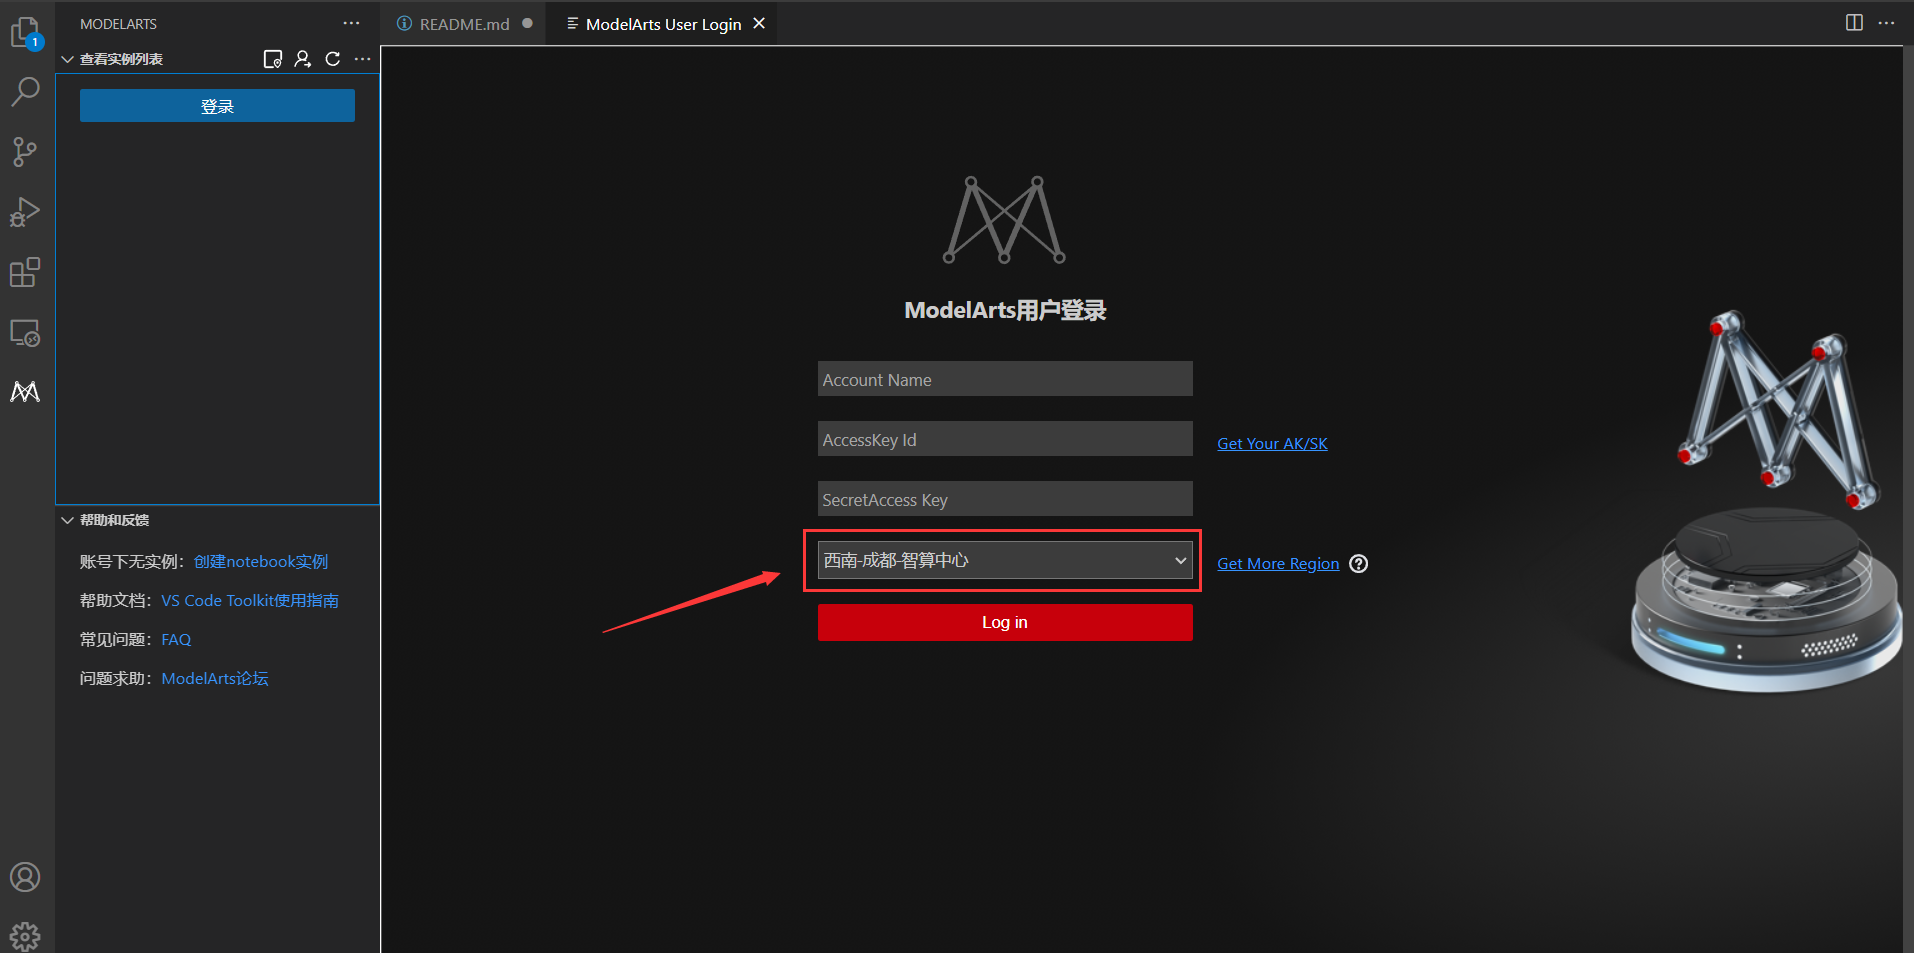 MODELARTS
README.md
ModelArts User Login
查看实例列表
1
登录
ModelArts用户登录
Account Name
AccessKey Id
Get Your AK/SK
SecretAccess Key
西南-成都-智算中心
Get More Region
Log in
帮助和反馈
账号下无实例：创建notebook实例
帮助文档：VS Code Toolkit使用指南
常见问题：FAQ
问题求助：ModelArts论坛